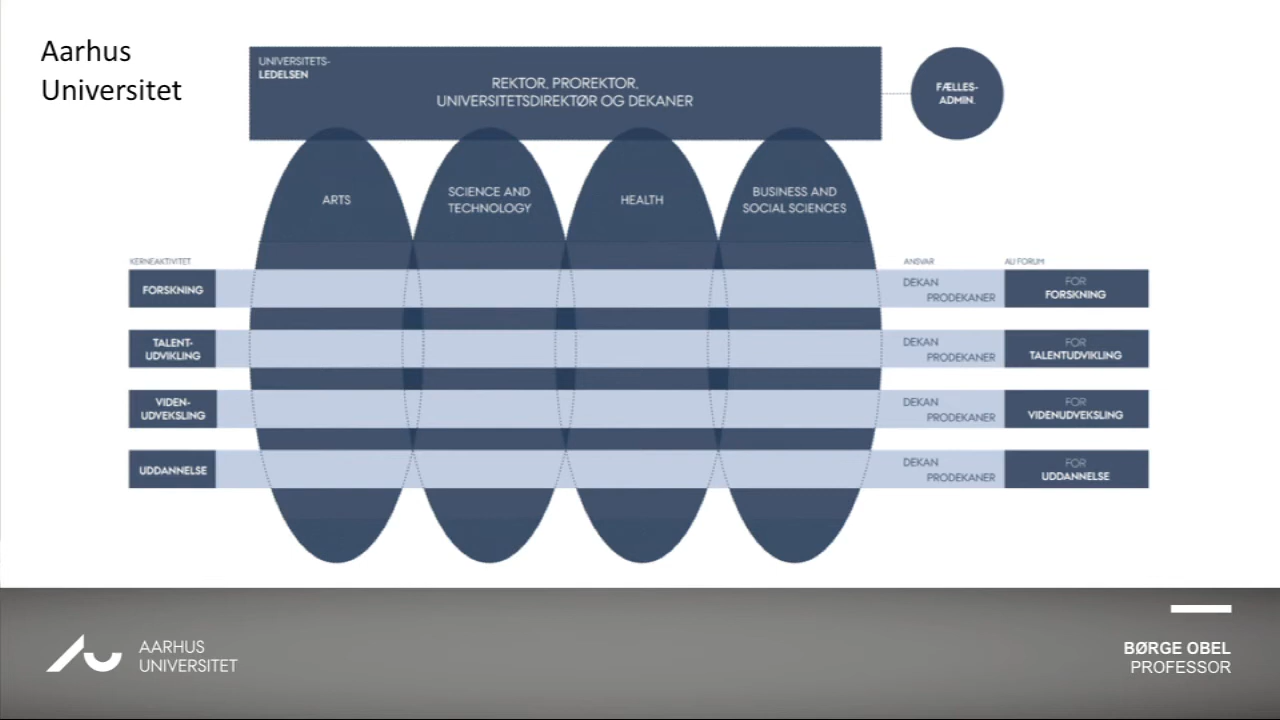 Aarhus
Universitet
UNIVERSITETS-
LEDELSEN
REKTOR, PROREKTOR,
UNIVERSITETSDIREKTØR OG DEKANER
FÆLLES-
ADMIN.
ARTS
SCIENCE AND
TECHNOLOGY
HEALTH
BUSINESS AND
SOCIAL SCIENCES
KERNEAKTIVITET
ANSVAR
AU FORUM
FORSKNING
DEKAN
PRODEKANER
FOR
FORSKNING
TALENT-
UDVIKLING
DEKAN
PRODEKANER
FOR
TALENTUDVIKLING
VIDEN-
UDVEKSLING
DEKAN
PRODEKANER
FOR
VIDENUDVEKSLING
UDDANNELSE
DEKAN
PRODEKANER
FOR
UDDANNELSE
AARHUS
UNIVERSITET
BØRGE OBEL
PROFESSOR